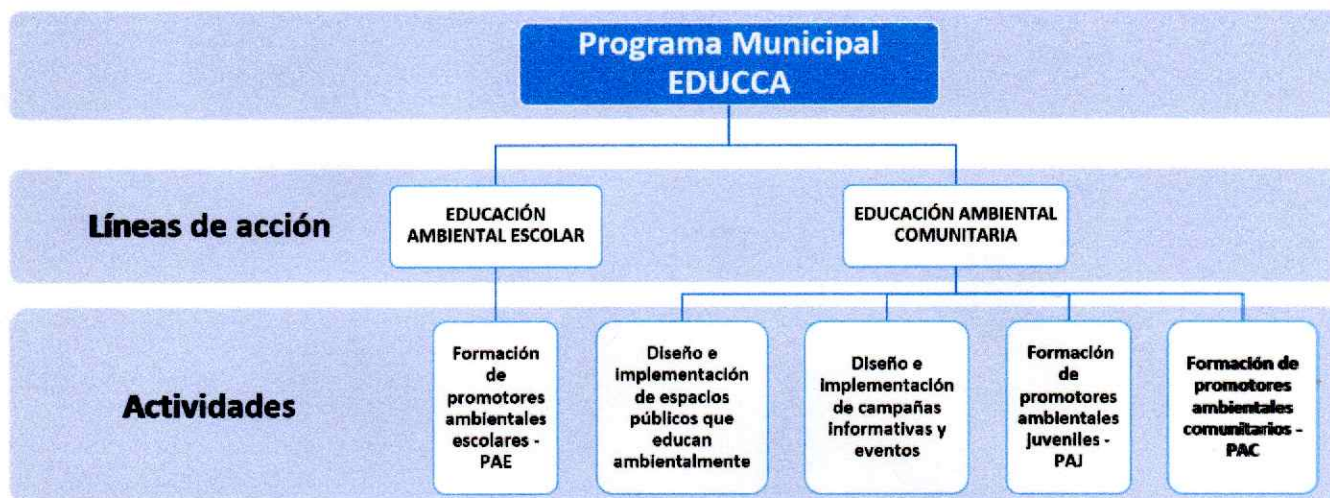 Programa Municipal
EDUCCA
Líneas de acción
EDUCACIÓN
AMBIENTAL ESCOLAR
EDUCACIÓN AMBIENTAL
COMUNITARIA
Actividades
Formación
de
promotores
ambientales
escolares -
PAE
Diseño e
implementación
de espacios
públicos que
educan
ambientalmente
Diseño e
implementación
de campañas
informativas y
eventos
Formación
de
promotores
ambientales
juveniles -
PAJ
Formación de
promotores
ambientales
comunitarios -
PAC